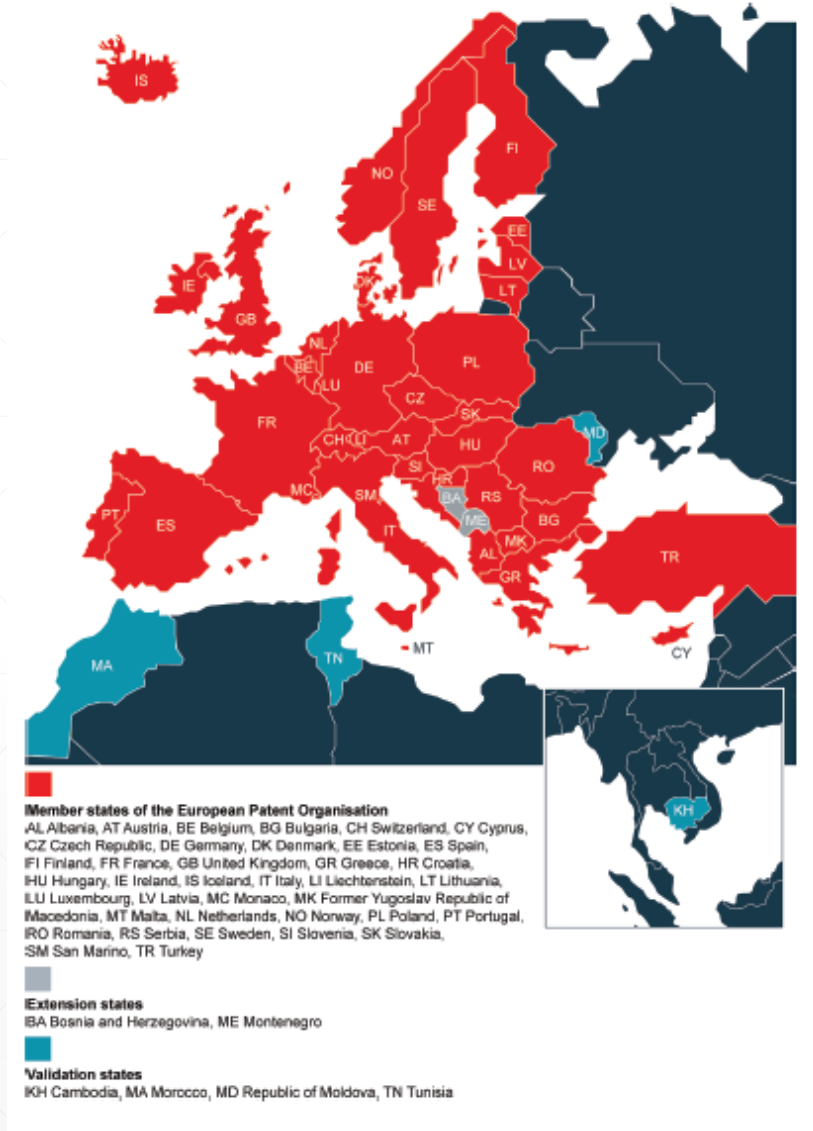 IS
FI
NO
SE
EE
LV
DK
LT
IE
GB
NL
BE
DE
PL
LU
CZ
SK
FR
CH
LI
AT
HU
MD
SI
RO
HR
MC
SM
BA
RS
PT
ES
ME
BG
IT
MK
AL
TR
GR
MT
CY
MA
TN
KH
Member states of the European Patent Organisation
AL Albania, AT Austria, BE Belgium, BG Bulgaria, CH Switzerland, CY Cyprus,
CZ Czech Republic, DE Germany, DK Denmark, EE Estonia, ES Spain,
FI Finland, FR France, GB United Kingdom, GR Greece, HR Croatia,
HU Hungary, IE Ireland, IS Iceland, IT Italy, LI Liechtenstein, LT Lithuania,
LU Luxembourg, LV Latvia, MC Monaco, MK Former Yugoslav Republic of
Macedonia, MT Malta, NL Netherlands, NO Norway, PL Poland, PT Portugal,
RO Romania, RS Serbia, SE Sweden, SI Slovenia, SK Slovakia,
SM San Marino, TR Turkey
Extension states
BA Bosnia and Herzegovina, ME Montenegro
Validation states
KH Cambodia, MA Morocco, MD Republic of Moldova, TN Tunisia